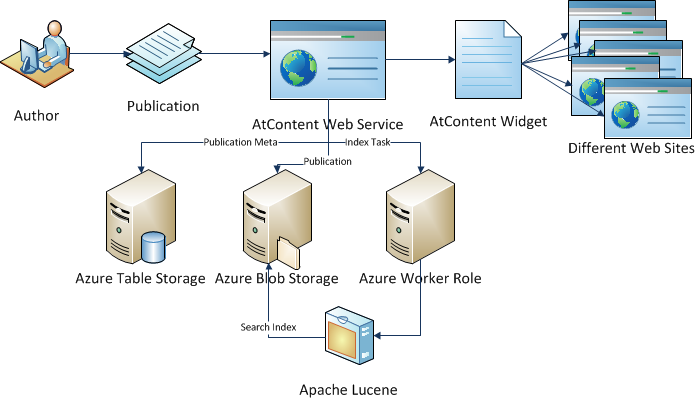 Author
Publication
AtContent Web Service
AtContent Widget
Different Web Sites
Publication Meta
Index Task
Publication
Azure Table Storage
Azure Blob Storage
Azure Worker Role
Search Index
Apache Lucene